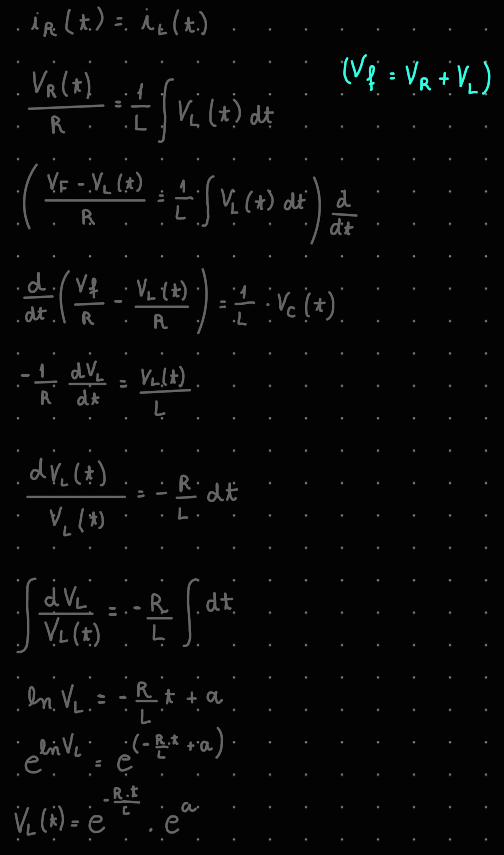 i_R(t) = i_L(t)
(V_f = V_R + V_L)
V_R(t)/R = 1/L ∫ V_L(t) dt
((V_F - V_L(t))/R = 1/L ∫ V_L(t) dt) d/dt
d/dt (V_f/R - V_L(t)/R) = 1/L · V_C(t)
-1/R dV_L/dt = V_L(t)/L
dV_L(t)/V_L(t) = - R/L dt
∫ dV_L/V_L(t) = - R/L ∫ dt
ln V_L = - R/L t + a
e^(ln V_L) = e^(-R·t/L + a)
V_L(t) = e^(-R·t/L) · e^a